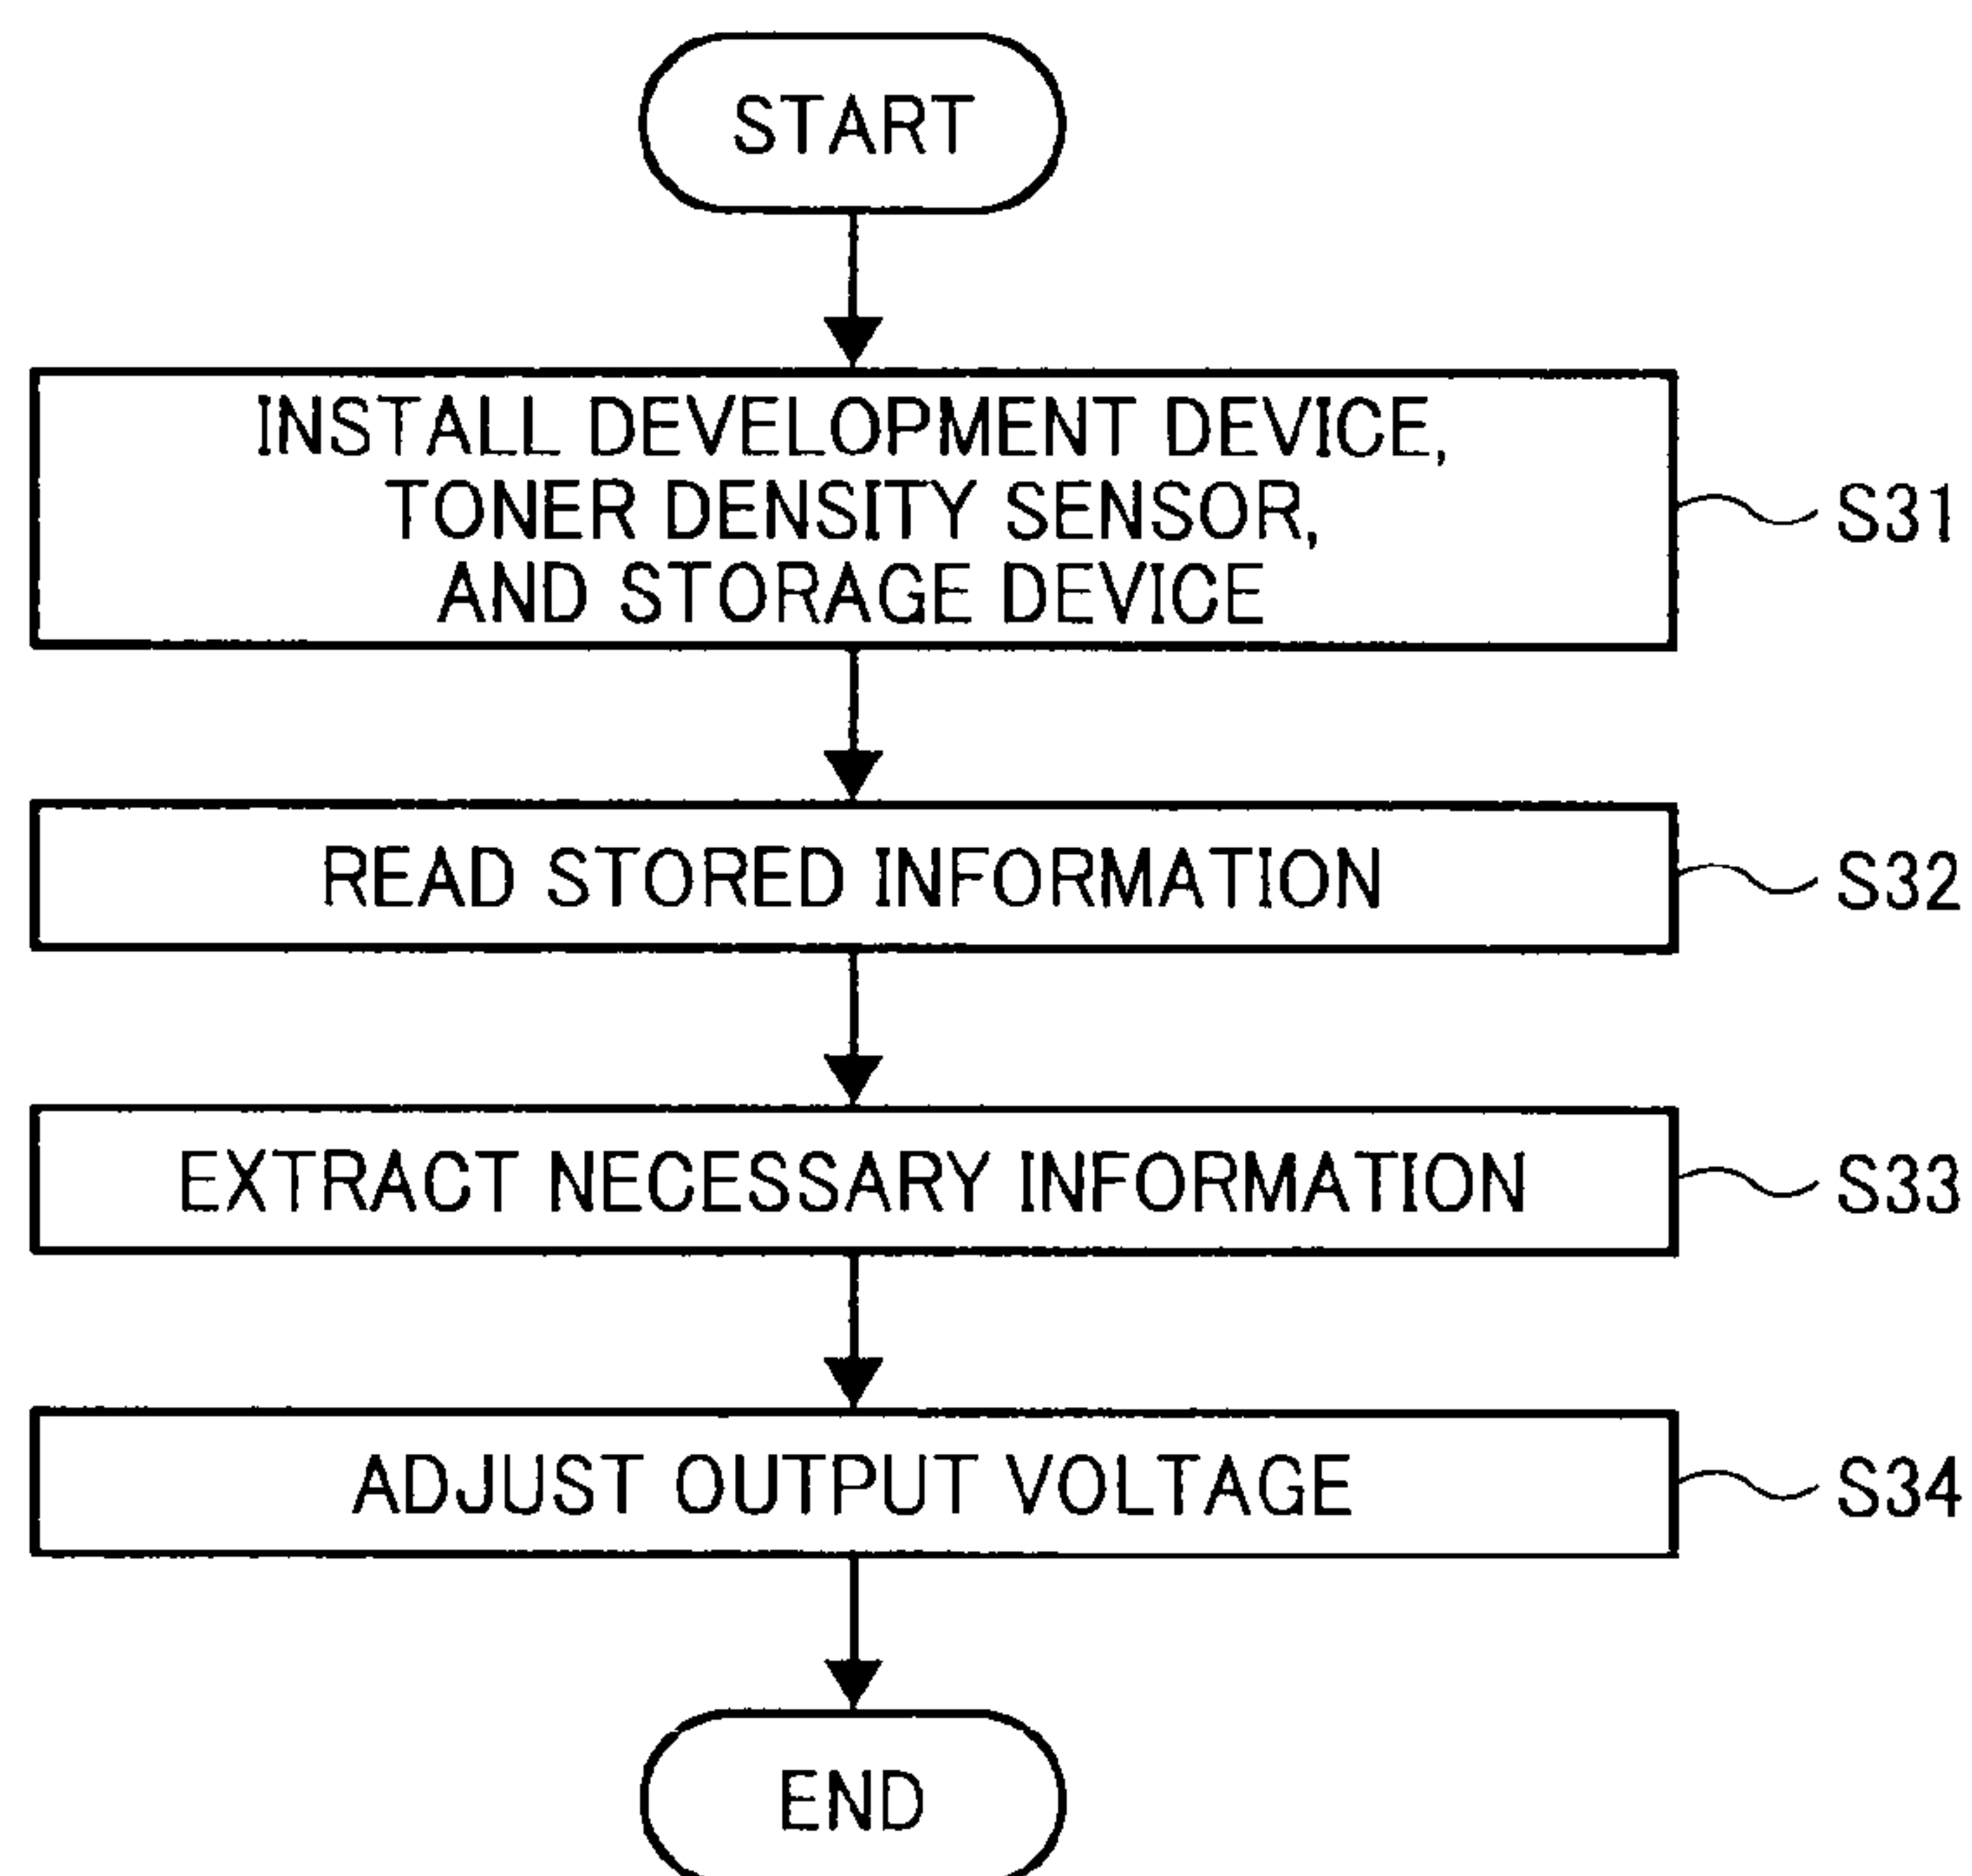 START
INSTALL DEVELOPMENT DEVICE,
TONER DENSITY SENSOR,
AND STORAGE DEVICE
S31
READ STORED INFORMATION
S32
EXTRACT NECESSARY INFORMATION
S33
ADJUST OUTPUT VOLTAGE
S34
END